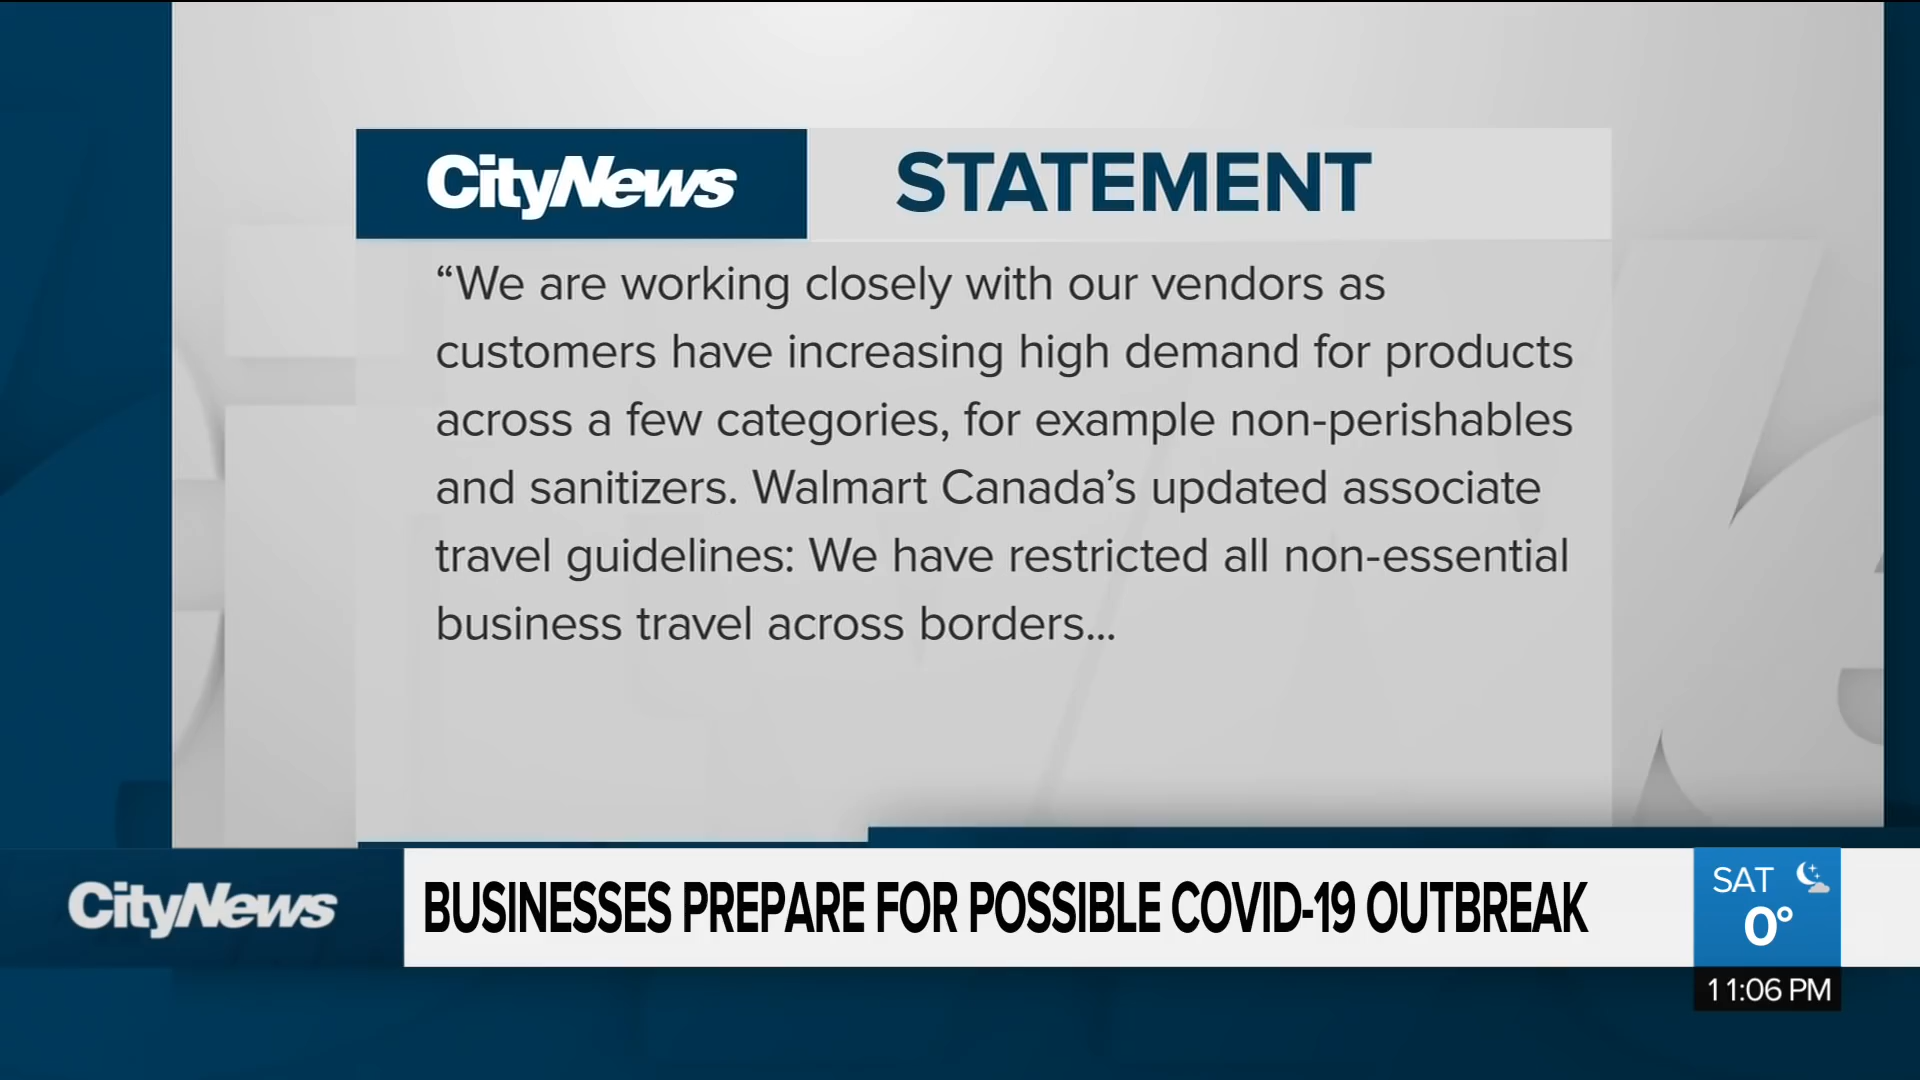 CityNews STATEMENT
“We are working closely with our vendors as
customers have increasing high demand for products
across a few categories, for example non-perishables
and sanitizers. Walmart Canada’s updated associate
travel guidelines: We have restricted all non-essential
business travel across borders...
CityNews BUSINESSES PREPARE FOR POSSIBLE COVID-19 OUTBREAK
SAT
0°
11:06 PM